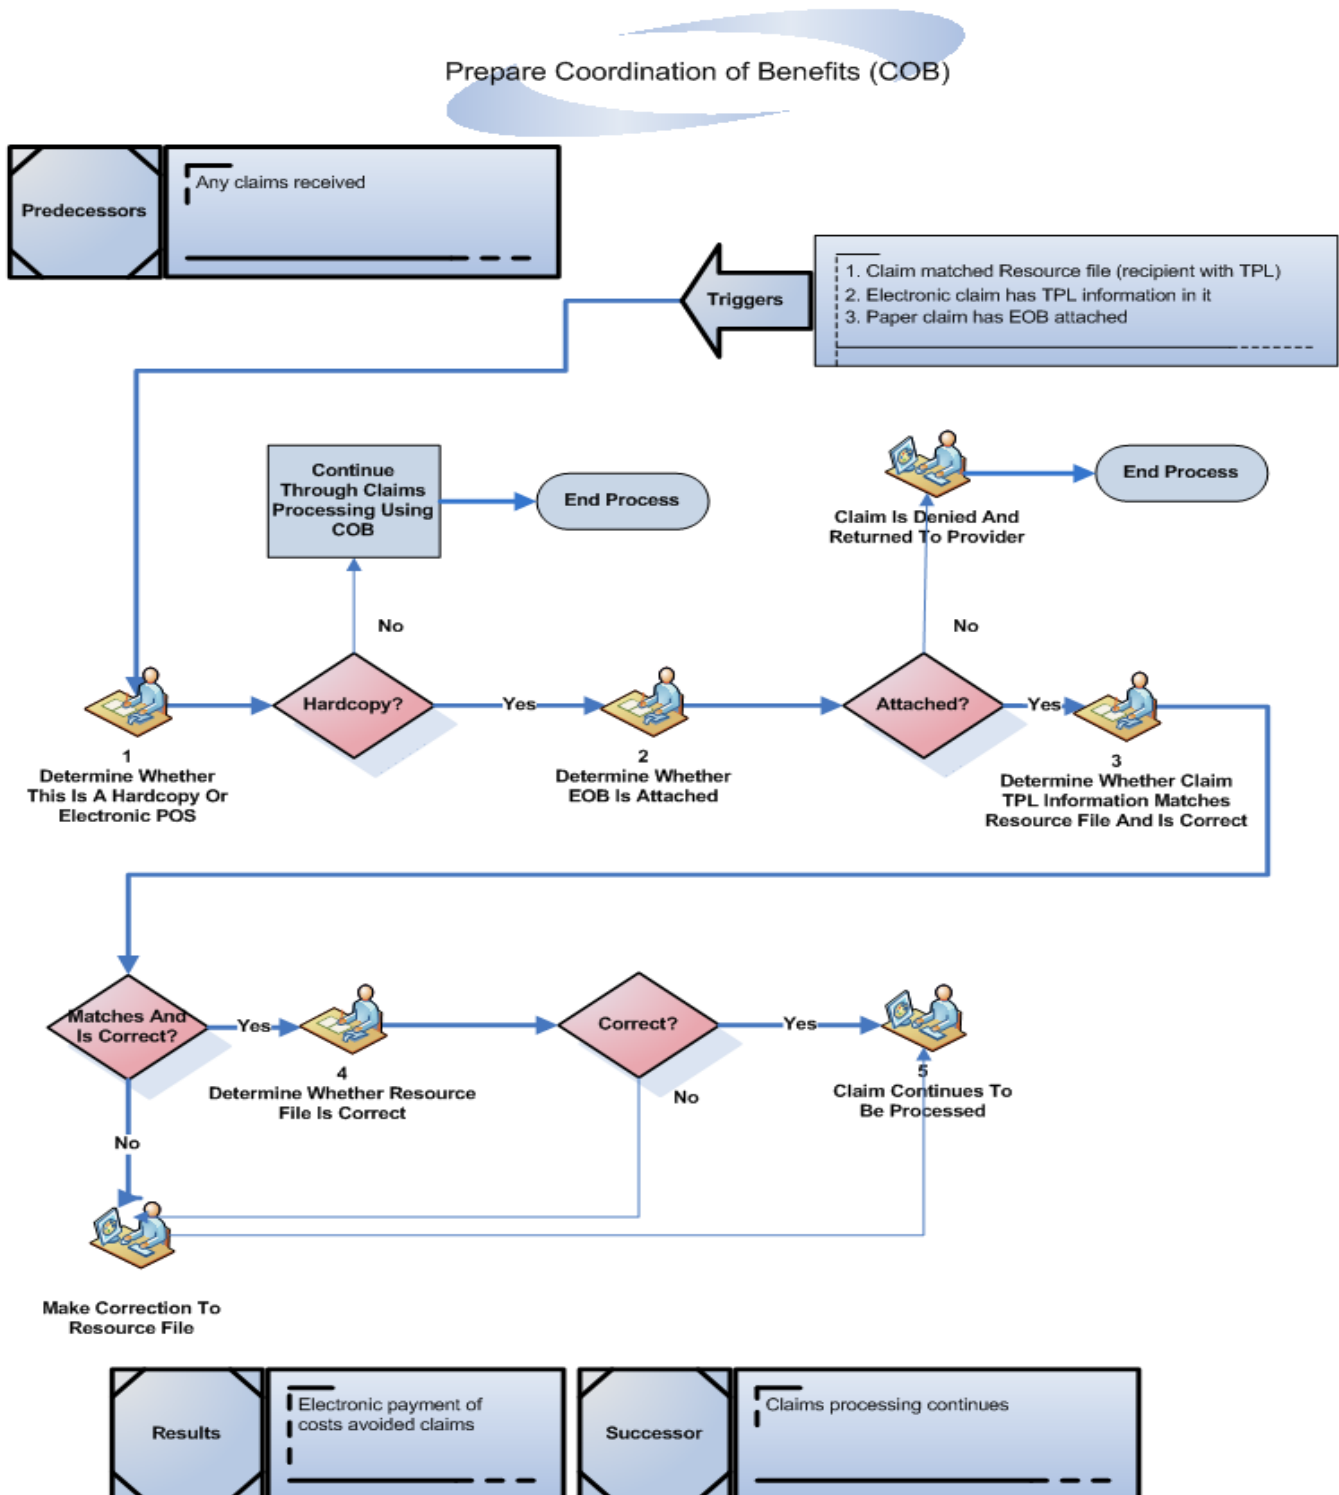 Prepare Coordination of Benefits (COB)
Predecessors
Any claims received
Triggers
1. Claim matched Resource file (recipient with TPL)
2. Electronic claim has TPL information in it
3. Paper claim has EOB attached
Continue
Through Claims
Processing Using
COB
End Process
Claim Is Denied And
Returned To Provider
End Process
No
No
Hardcopy?
Yes
Attached?
Yes
1
Determine Whether
This Is A Hardcopy Or
Electronic POS
2
Determine Whether
EOB Is Attached
3
Determine Whether Claim
TPL Information Matches
Resource File And Is Correct
Matches And
Is Correct?
Yes
4
Determine Whether Resource
File Is Correct
Correct?
Yes
5
Claim Continues To
Be Processed
No
No
Make Correction To
Resource File
Results
Electronic payment of
costs avoided claims
Successor
Claims processing continues